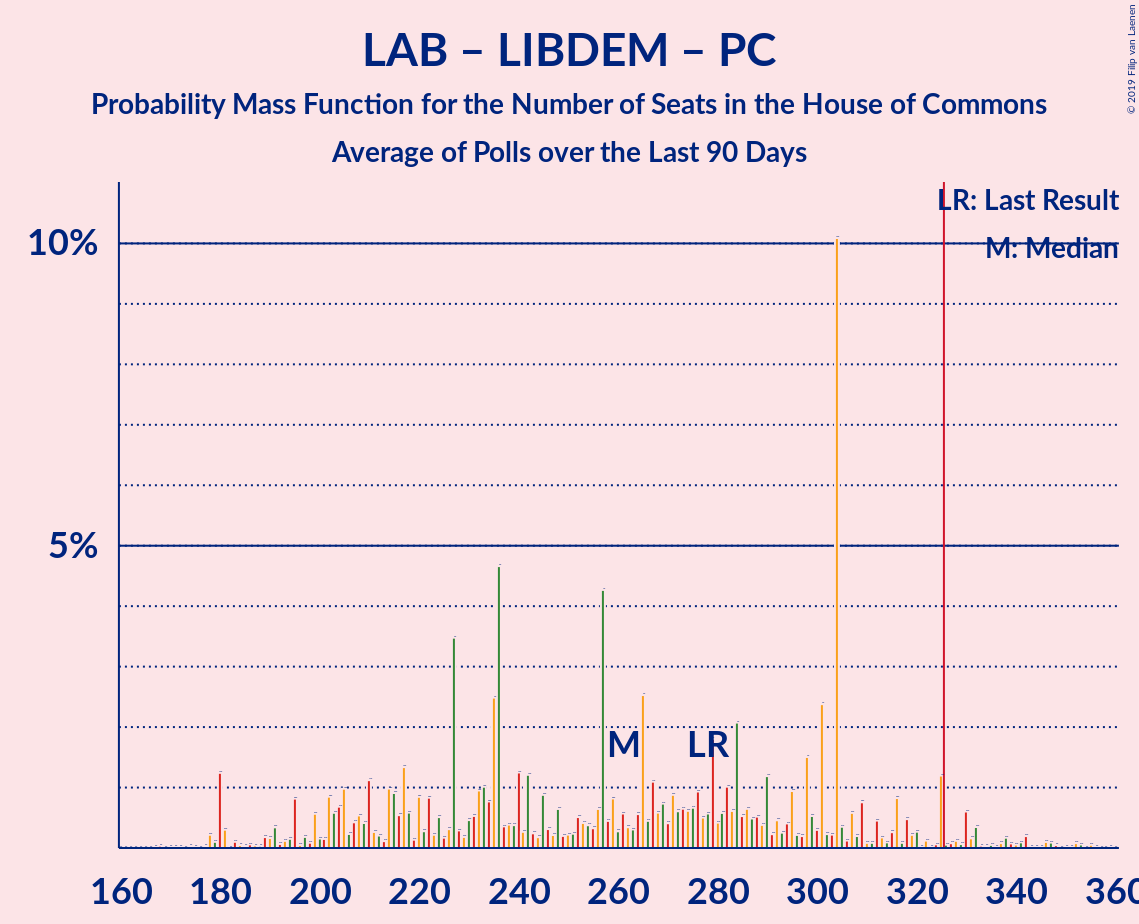 LAB – LIBDEM – PC
Probability Mass Function for the Number of Seats in the House of Commons
Average of Polls over the Last 90 Days
© 2019 Filip van Laenen
LR: Last Result
M: Median
10%
5%
M
LR
160 180 200 220 240 260 280 300 320 340 360